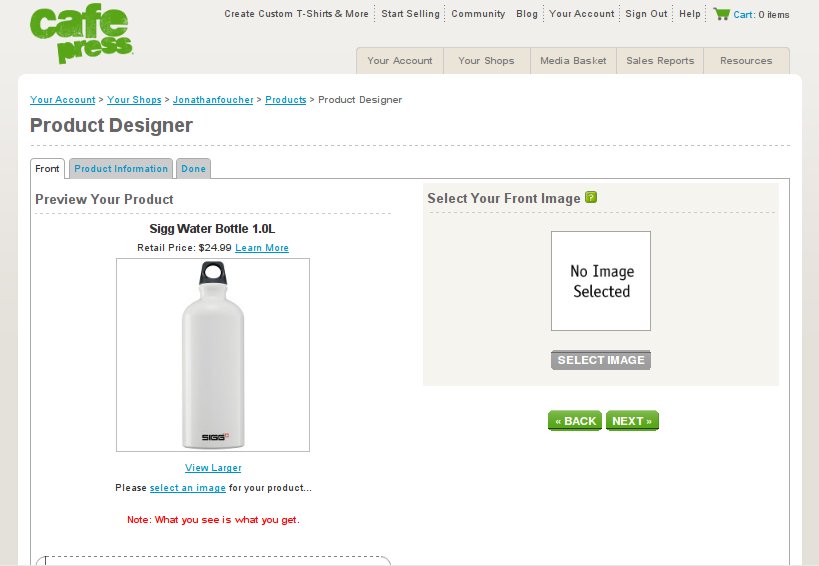 cafe
press
Create Custom T-Shirts & More Start Selling Community Blog Your Account Sign Out Help Cart: 0 items
Your Account Your Shops Media Basket Sales Reports Resources
Your Account > Your Shops > Jonathanfoucher > Products > Product Designer
Product Designer
Front Product Information Done
Preview Your Product
Sigg Water Bottle 1.0L
Retail Price: $24.99 Learn More
SIGG
View Larger
Please select an image for your product...
Note: What you see is what you get.
Select Your Front Image ?
No Image
Selected
SELECT IMAGE
« BACK NEXT »